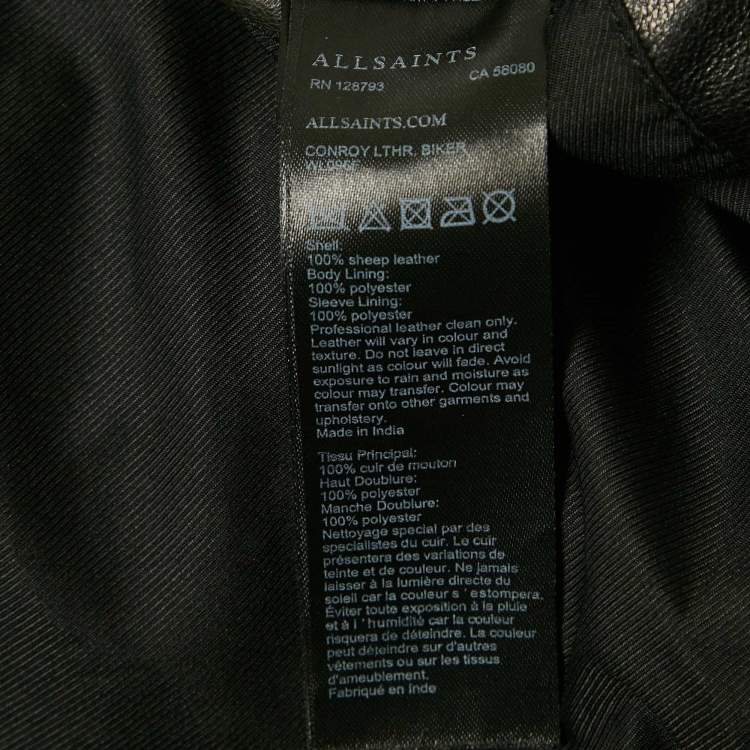 ALLSAINTS
RN 128793 CA 58080
ALLSAINTS.COM
CONROY LTHR. BIKER
Shell:
100% sheep leather
Body Lining:
100% polyester
Sleeve Lining:
100% polyester
Professional leather clean only.
Leather will vary in colour and
texture. Do not leave in direct
sunlight as colour will fade. Avoid
exposure to rain and moisture as
colour may transfer. Colour may
transfer onto other garments and
upholstery.
Made in India
Tissu Principal:
100% cuir de mouton
Haut Doublure:
100% polyester
Manche Doublure:
100% polyester
Nettoyage special par des
specialistes du cuir. Le cuir
présentera des variations de
teinte et de couleur. Ne jamais
laisser à la lumière directe du
soleil car la couleur s ' estompera.
Éviter toute exposition à la pluie
et à l ' humidité car la couleur
risquera de déteindre. La couleur
peut déteindre sur d'autres
vêtements ou sur les tissus
d'ameublement.
Fabriqué en Inde